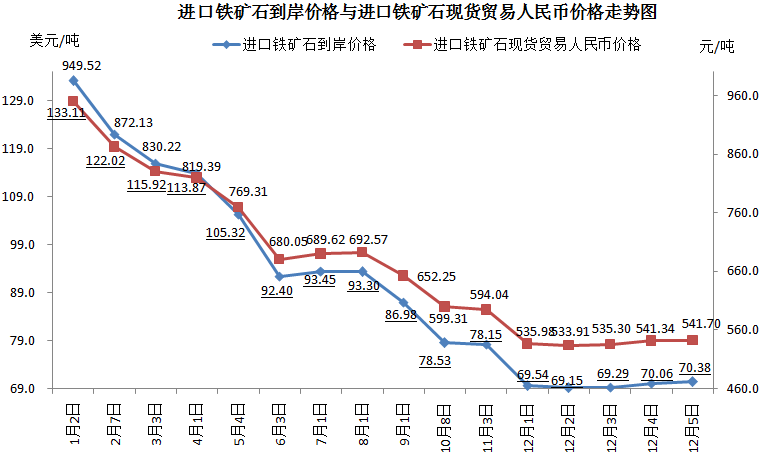 进口铁矿石到岸价格与进口铁矿石现货贸易人民币价格走势图
美元/吨
进口铁矿石到岸价格
进口铁矿石现货贸易人民币价格
元/吨
129.0
119.0
109.0
99.0
89.0
79.0
69.0
960.0
860.0
760.0
660.0
560.0
460.0
949.52
872.13
830.22
819.39
769.31
680.05
689.62
692.57
652.25
599.31
594.04
535.98
533.91
535.30
541.34
541.70
133.11
122.02
115.92
113.87
105.32
92.40
93.45
93.30
86.98
78.53
78.15
69.54
69.15
69.29
70.06
70.38
1月2日
2月7日
3月3日
4月1日
5月4日
6月3日
7月1日
8月1日
9月1日
10月8日
11月3日
12月1日
12月2日
12月3日
12月4日
12月5日